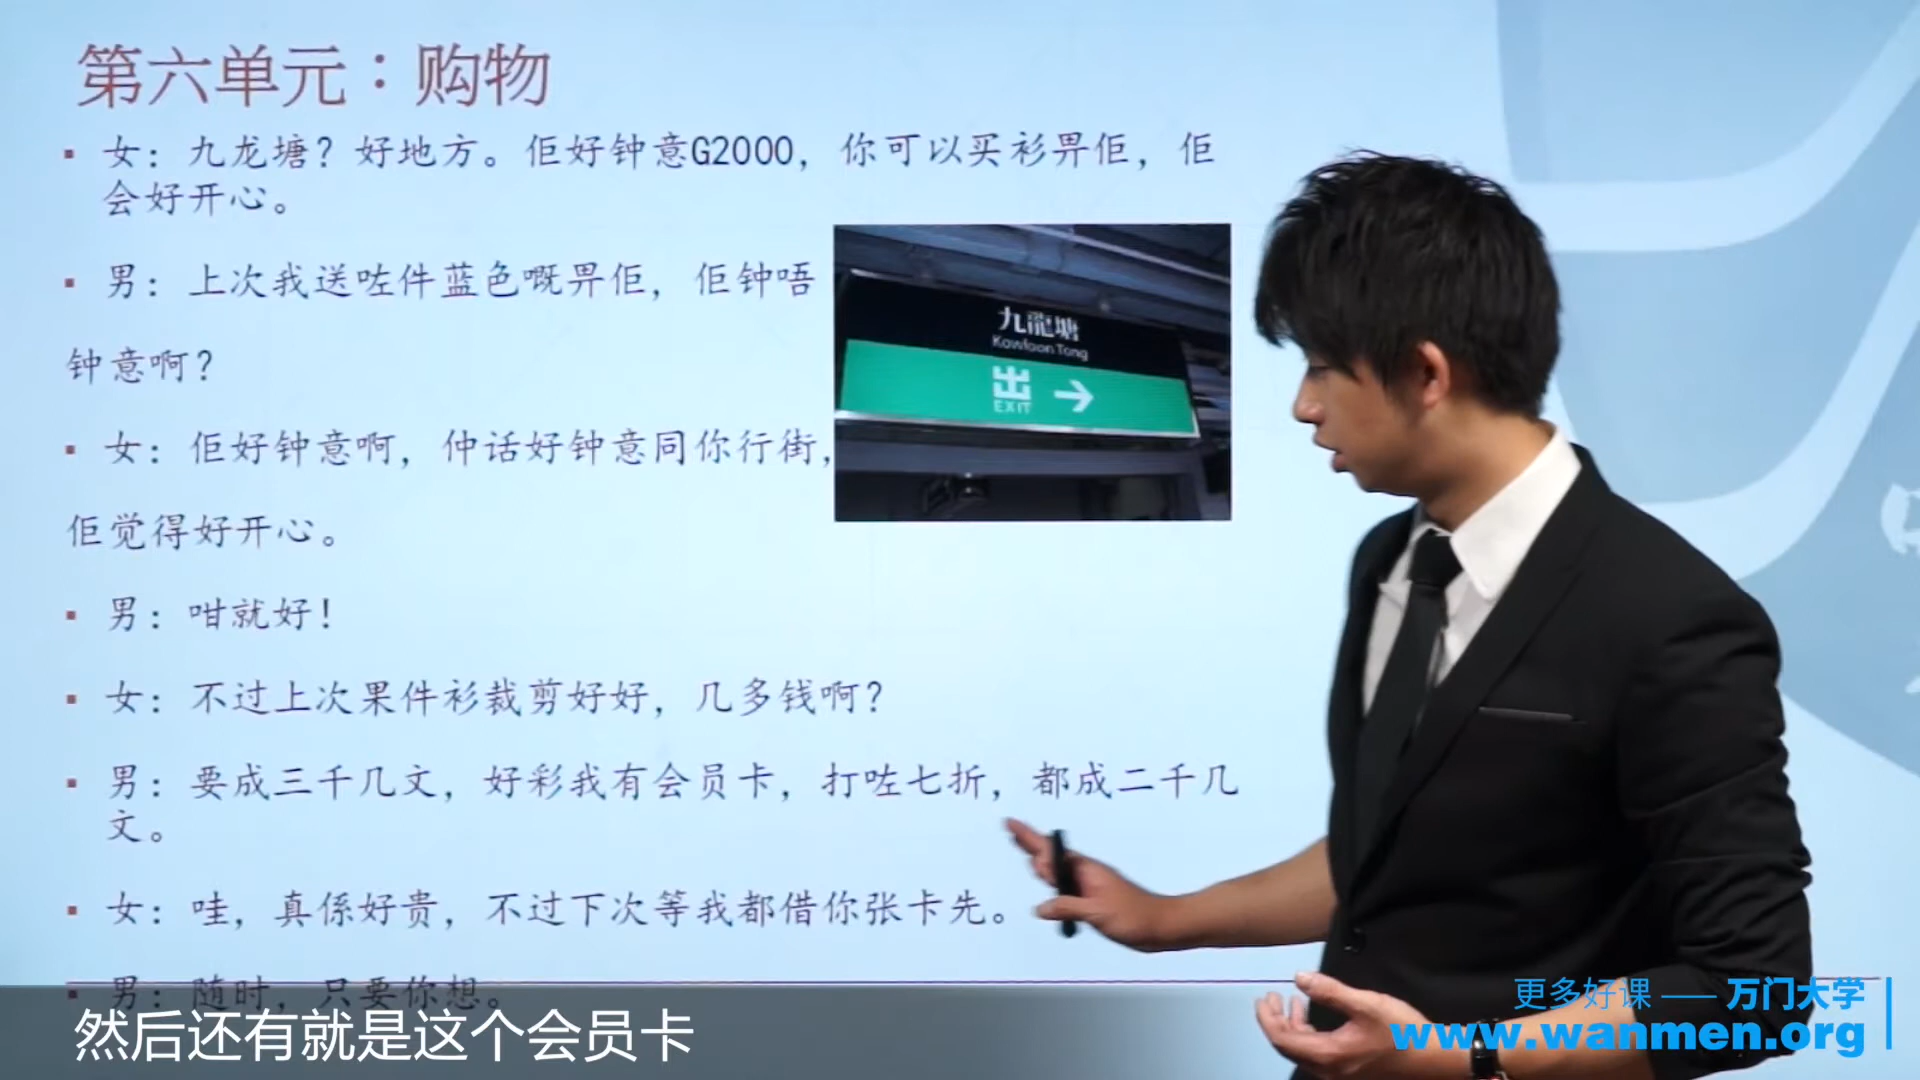 第六单元：购物
女：九龙塘？好地方。佢好钟意G2000，你可以买衫畀佢，佢
会好开心。
男：上次我送咗件蓝色嘅畀佢，佢钟唔
钟意啊？
女：佢好钟意啊，仲话好钟意同你行街，
佢觉得好开心。
男：咁就好！
女：不过上次果件衫裁剪好好，几多钱啊？
男：要成三千几文，好彩我有会员卡，打咗七折，都成二千几
文。
女：哇，真係好贵，不过下次等我都借你张卡先。
男：随时，只要你想。
九龍塘
Kowloon Tong
出
EXIT
然后还有就是这个会员卡
更多好课 —— 万门大学
www.wanmen.org